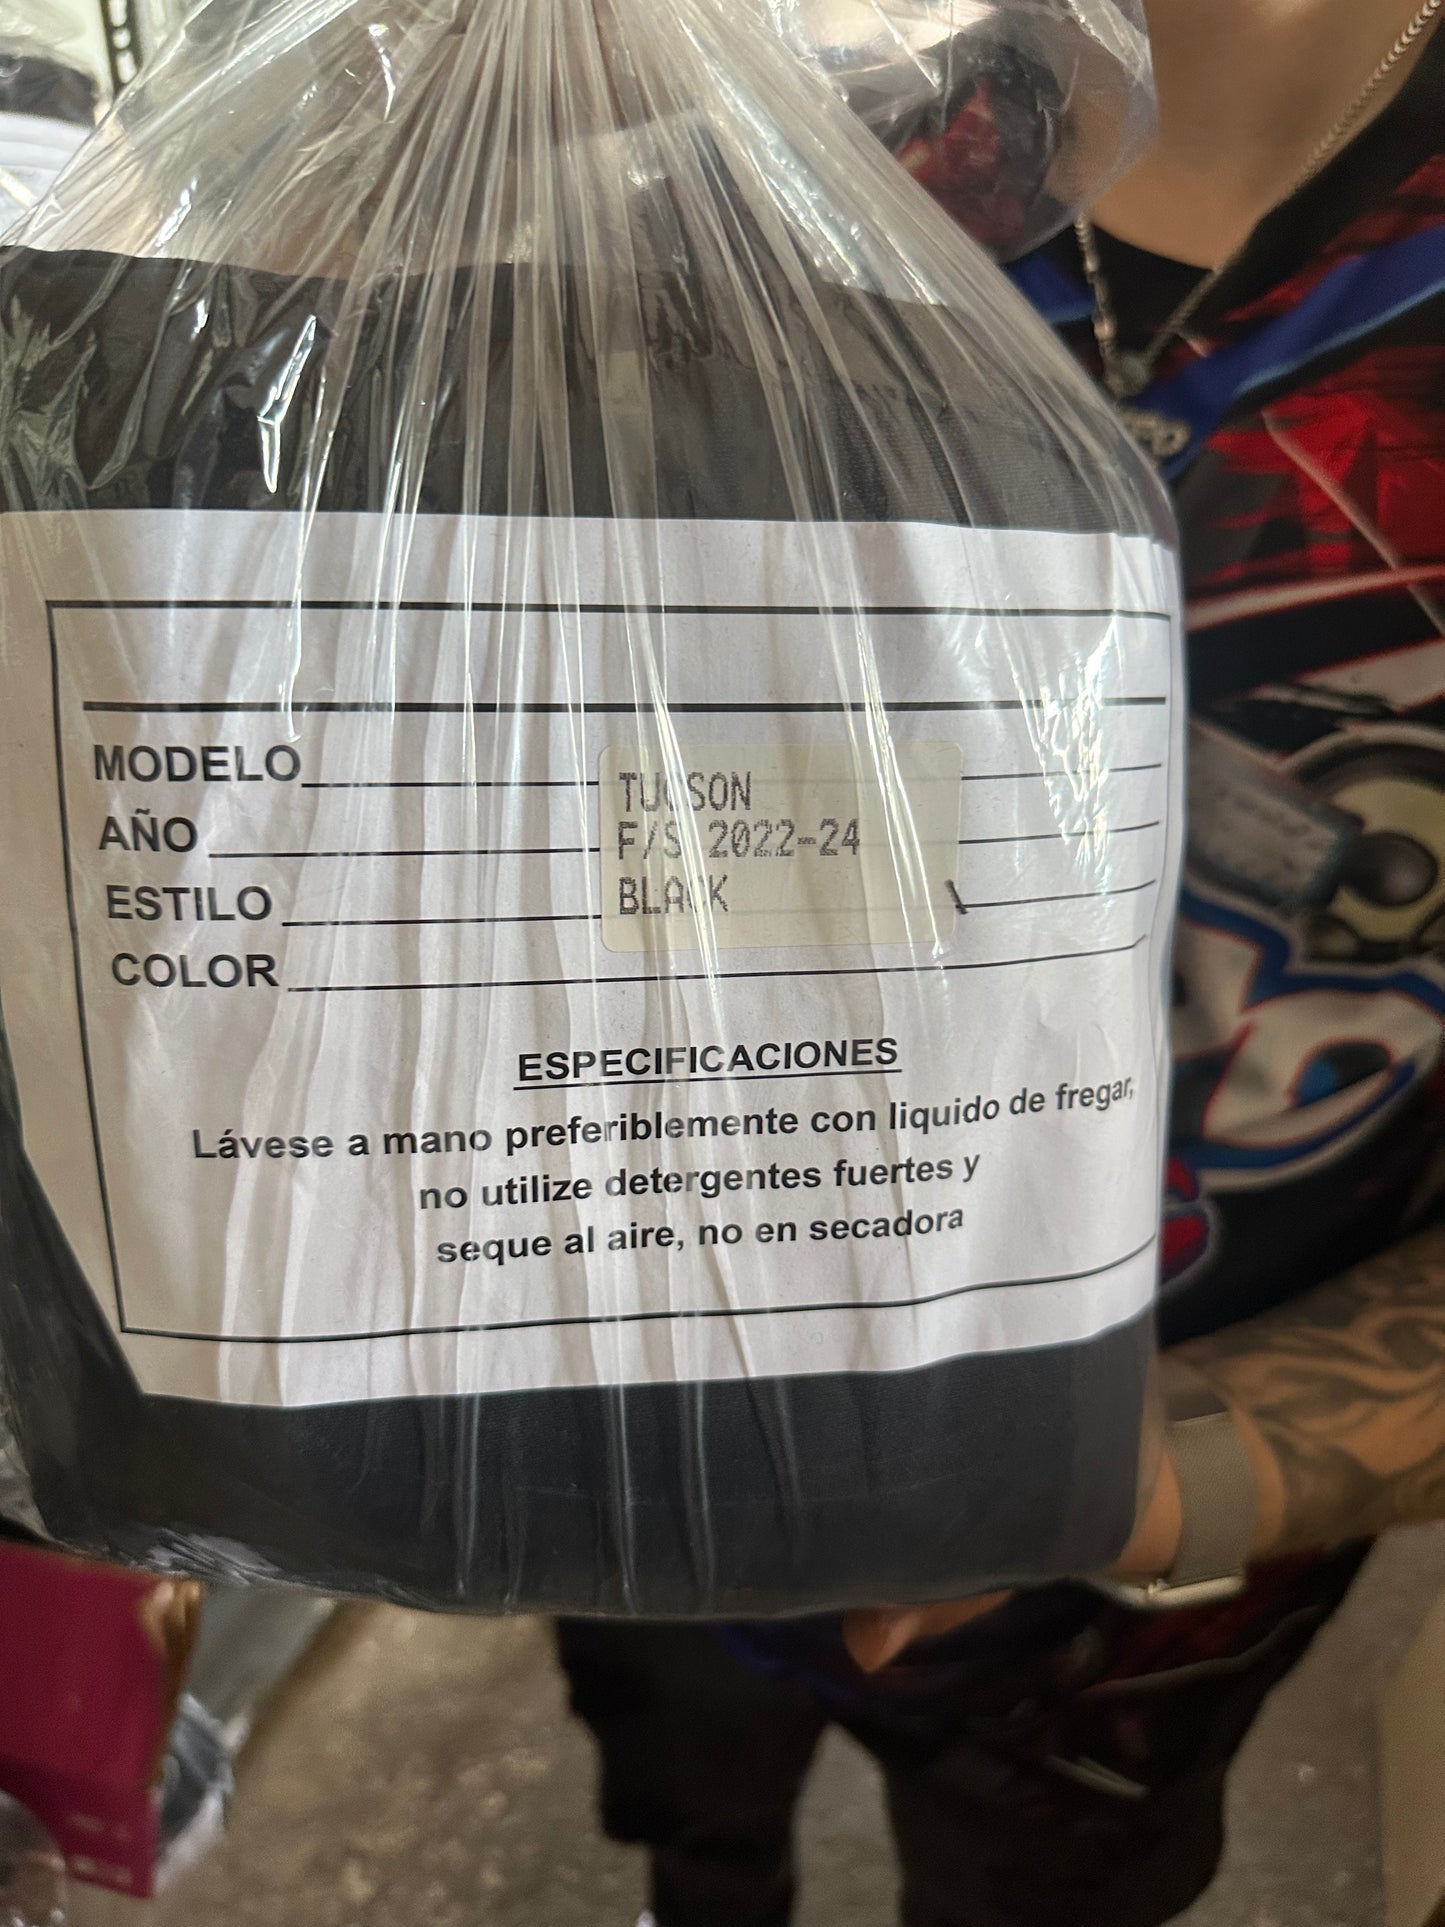 MODELO
TUCSON
AÑO
F/S 2022-24
ESTILO
BLACK
COLOR
ESPECIFICACIONES
Lávese a mano preferiblemente con liquido de fregar,
no utilize detergentes fuertes y
seque al aire, no en secadora